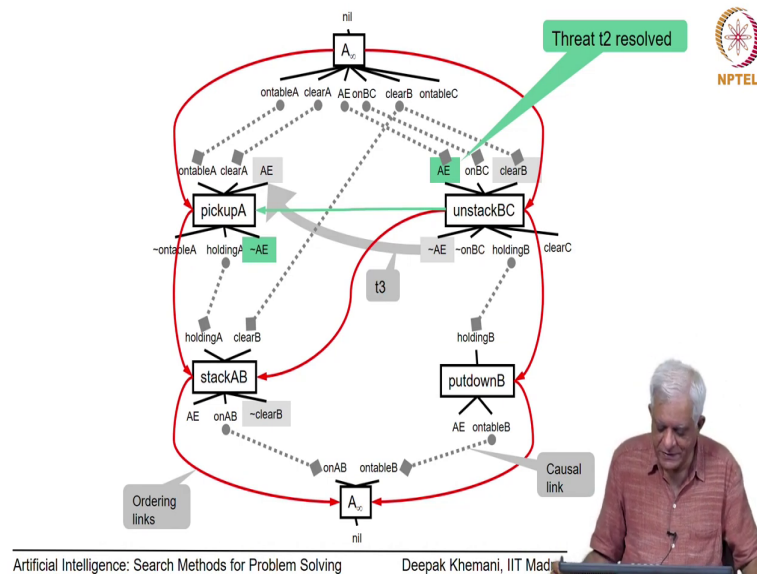 nil
Threat t2 resolved
A∞
NPTEL
ontableA clearA AE onBC clearB ontableC
ontableA clearA AE
AE onBC clearB
pickupA
unstackBC
~ontableA holdingA ~AE
~AE ~onBC holdingB clearC
t3
holdingA clearB
holdingB
stackAB
putdownB
AE onAB ~clearB
AE ontableB
onAB ontableB
Ordering
links
Causal
link
A∞
nil
Artificial Intelligence: Search Methods for Problem Solving
Deepak Khemani, IIT Mad